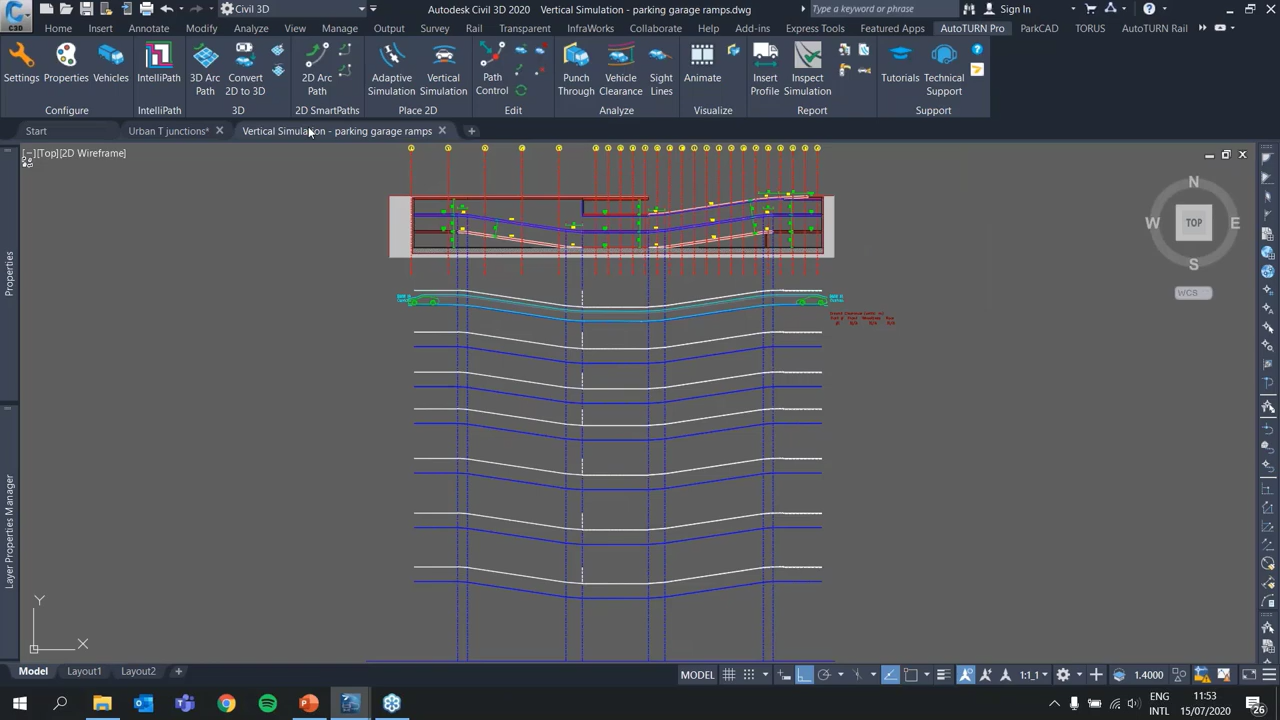 C3D
Civil 3D
Autodesk Civil 3D 2020 Vertical Simulation - parking garage ramps.dwg
Type a keyword or phrase
Sign In
Home Insert Annotate Modify Analyze View Manage Output Survey Rail Transparent InfraWorks Collaborate Help Add-ins Express Tools Featured Apps AutoTURN Pro ParkCAD TORUS AutoTURN Rail
Settings Properties Vehicles IntelliPath 3D Arc Path Convert 2D to 3D 2D Arc Path Adaptive Simulation Vertical Simulation Path Control Punch Through Vehicle Clearance Sight Lines Animate Insert Profile Inspect Simulation Tutorials Technical Support
Configure IntelliPath 3D 2D SmartPaths Place 2D Edit Analyze Visualize Report Support
Start Urban T junctions* Vertical Simulation - parking garage ramps
[−][Top][2D Wireframe]
N
W TOP E
S
WCS
Properties
Layer Properties Manager
Y
X
Model Layout1 Layout2 +
MODEL 1:1_1 1.4000
ENG
INTL
11:53
15/07/2020
26